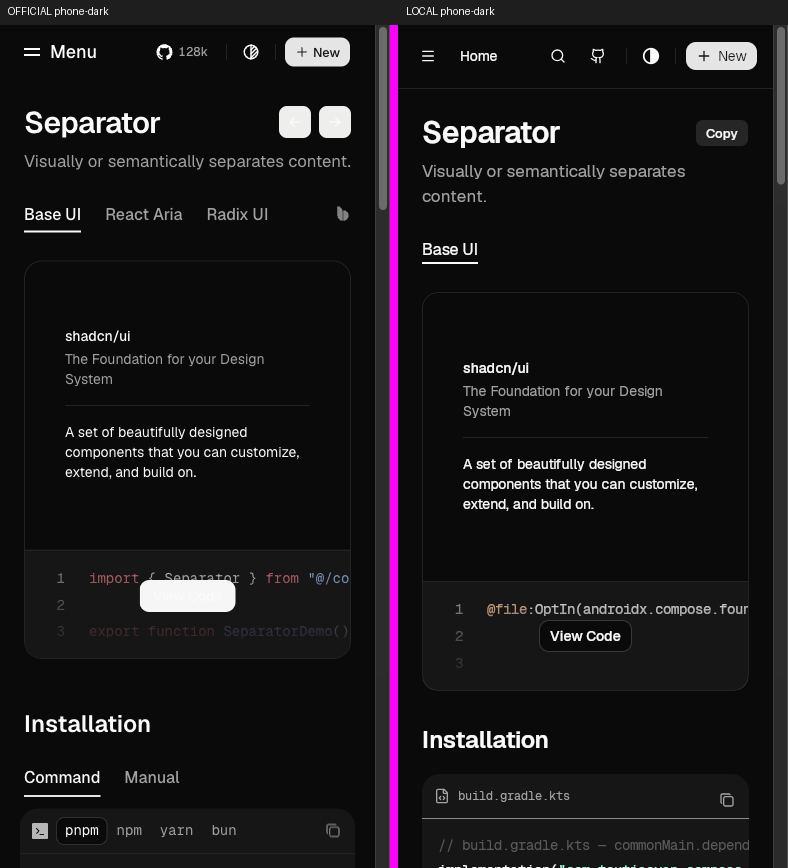 OFFICIAL phone-dark
Menu
128k
New
Separator
Visually or semantically separates content.
Base UI React Aria Radix UI
shadcn/ui
The Foundation for your Design
System
A set of beautifully designed
components that you can customize,
extend, and build on.
1 import { Separator } from "@/co
2
3 export function SeparatorDemo()
Installation
Command Manual
pnpm npm yarn bun
LOCAL phone-dark
Home
New
Separator
Copy
Visually or semantically separates
content.
Base UI
shadcn/ui
The Foundation for your Design
System
A set of beautifully designed
components that you can customize,
extend, and build on.
1 @file:OptIn(androidx.compose.four
2
View Code
3
Installation
build.gradle.kts
// build.gradle.kts — commonMain.depend